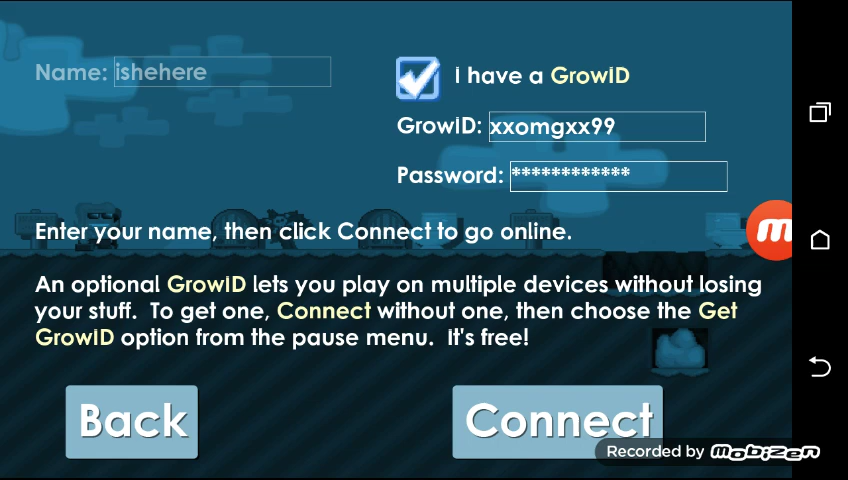 Name: ishehere
I have a GrowID
GrowID: xxomgxx99
Password: ************
Enter your name, then click Connect to go online.
An optional GrowID lets you play on multiple devices without losing
your stuff. To get one, Connect without one, then choose the Get
GrowID option from the pause menu. It's free!
Back
Connect
Recorded by Mobizen
m